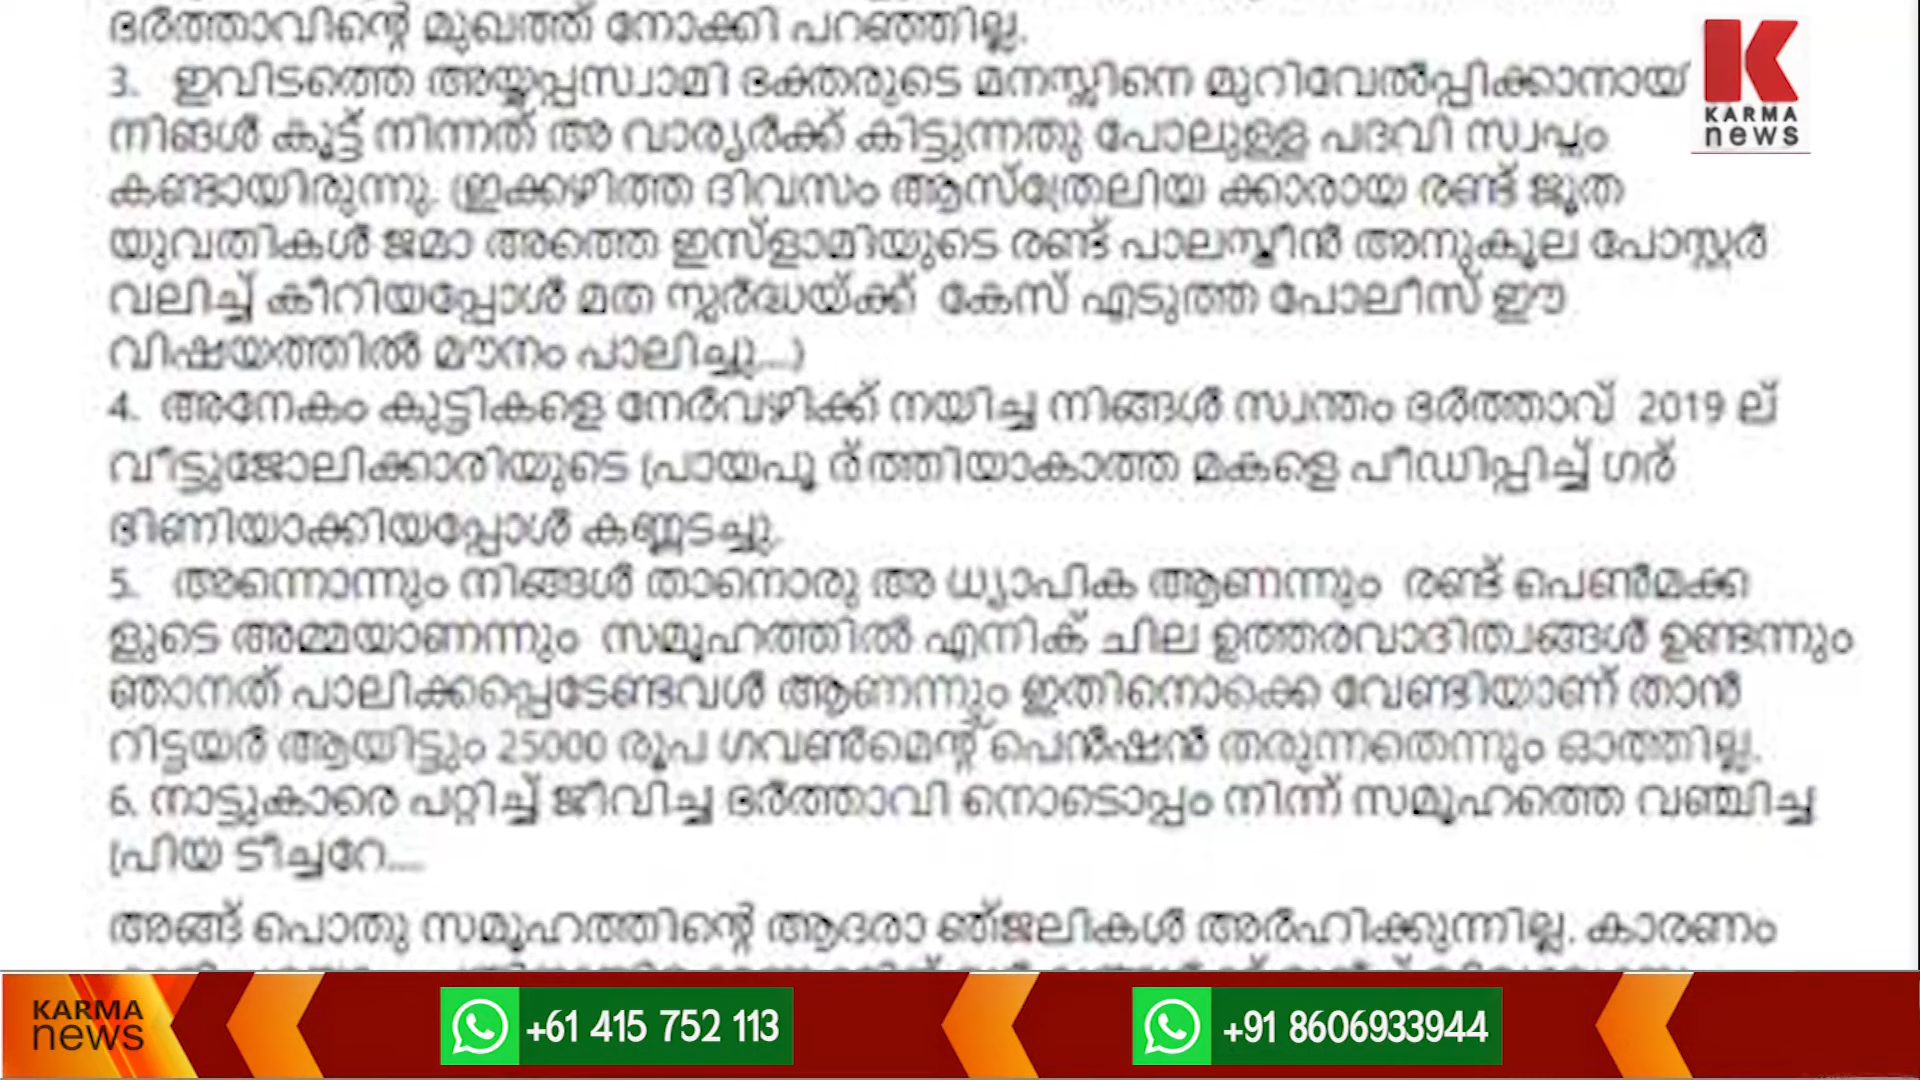 ഭർത്താവിന്റെ മുഖത്ത് നോക്കി പറഞ്ഞില്ല.
3. ഇവിടത്തെ അയ്യപ്പസ്വാമി ഭക്തരുടെ മനസ്സിനെ മുറിവേൽപ്പിക്കാനായ്
നിങ്ങൾ കൂട്ട് നിന്നത് അ വാര്യർക്ക് കിട്ടുന്നതു പോലുള്ള പദവി സ്വപ്നം
കണ്ടായിരുന്നു. (ഇക്കഴിത്ത ദിവസം ആസ്ത്രേലിയ ക്കാരായ രണ്ട് ജൂത
യുവതികൾ ജമാ അത്തെ ഇസ്ളാമിയുടെ രണ്ട് പാലസ്തീൻ അനുകൂല പോസ്റ്റർ
വലിച്ച് കീറിയപ്പോൾ മത സ്പർദ്ധയ്ക്ക് കേസ് എടുത്ത പോലീസ് ഈ
വിഷയത്തിൽ മൗനം പാലിച്ചു....)
4. അനേകം കുട്ടികളെ നേർവഴിക്ക് നയിച്ച നിങ്ങൾ സ്വന്തം ഭർത്താവ് 2019 ല്
വീട്ടുജോലിക്കാരിയുടെ പ്രായപൂ ര്ത്തിയാകാത്ത മകളെ പീഡിപ്പിച്ച് ഗര്
ഭിണിയാക്കിയപ്പോൾ കണ്ണടച്ചു.
5. അന്നൊന്നും നിങ്ങൾ താനൊരു അ ധ്യാപിക ആണന്നും രണ്ട് പെൺമക്ക
ളുടെ അമ്മയാണന്നും സമൂഹത്തിൽ എനിക് ചില ഉത്തരവാദിത്വങ്ങൾ ഉണ്ടന്നും
ഞാനത് പാലിക്കപ്പെടേണ്ടവൾ ആണന്നും ഇതിനൊക്കെ വേണ്ടിയാണ് താൻ
റിട്ടയർ ആയിട്ടും 25000 രൂപ ഗവൺമെന്റ് പെൻഷൻ തരുന്നതെന്നും ഓത്തില്ല.
6. നാട്ടുകാരെ പറ്റിച്ച് ജീവിച്ച ഭർത്താവി നൊടൊപ്പം നിന്ന് സമൂഹത്തെ വഞ്ചിച്ച
പ്രിയ ടീച്ചറേ.....
അങ്ങ് പൊതു സമൂഹത്തിന്റെ ആദരാ ഞ്ജലികൾ അർഹിക്കുന്നില്ല. കാരണം
K
KARMA
news
KARMA
news
+61 415 752 113
+91 8606933944